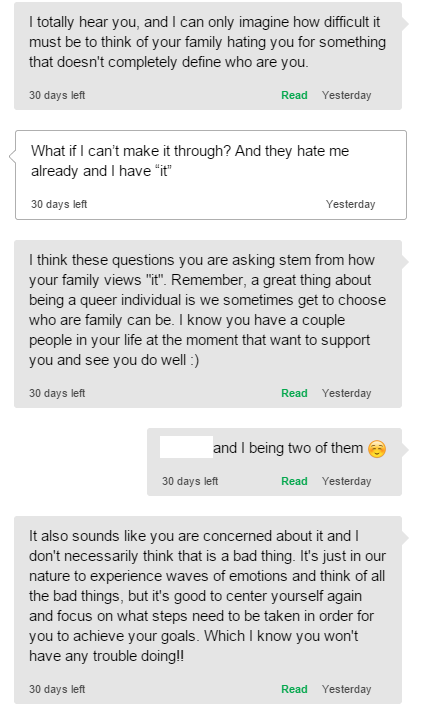 I totally hear you, and I can only imagine how difficult it
must be to think of your family hating you for something
that doesn't completely define who are you.
30 days left Read Yesterday
What if I can’t make it through? And they hate me
already and I have “it”
30 days left Yesterday
I think these questions you are asking stem from how
your family views "it". Remember, a great thing about
being a queer individual is we sometimes get to choose
who are family can be. I know you have a couple
people in your life at the moment that want to support
you and see you do well :)
30 days left Read Yesterday
and I being two of them ☺️
30 days left Read Yesterday
It also sounds like you are concerned about it and I
don't necessarily think that is a bad thing. It's just in our
nature to experience waves of emotions and think of all
the bad things, but it's good to center yourself again
and focus on what steps need to be taken in order for
you to achieve your goals. Which I know you won't
have any trouble doing!!
30 days left Read Yesterday